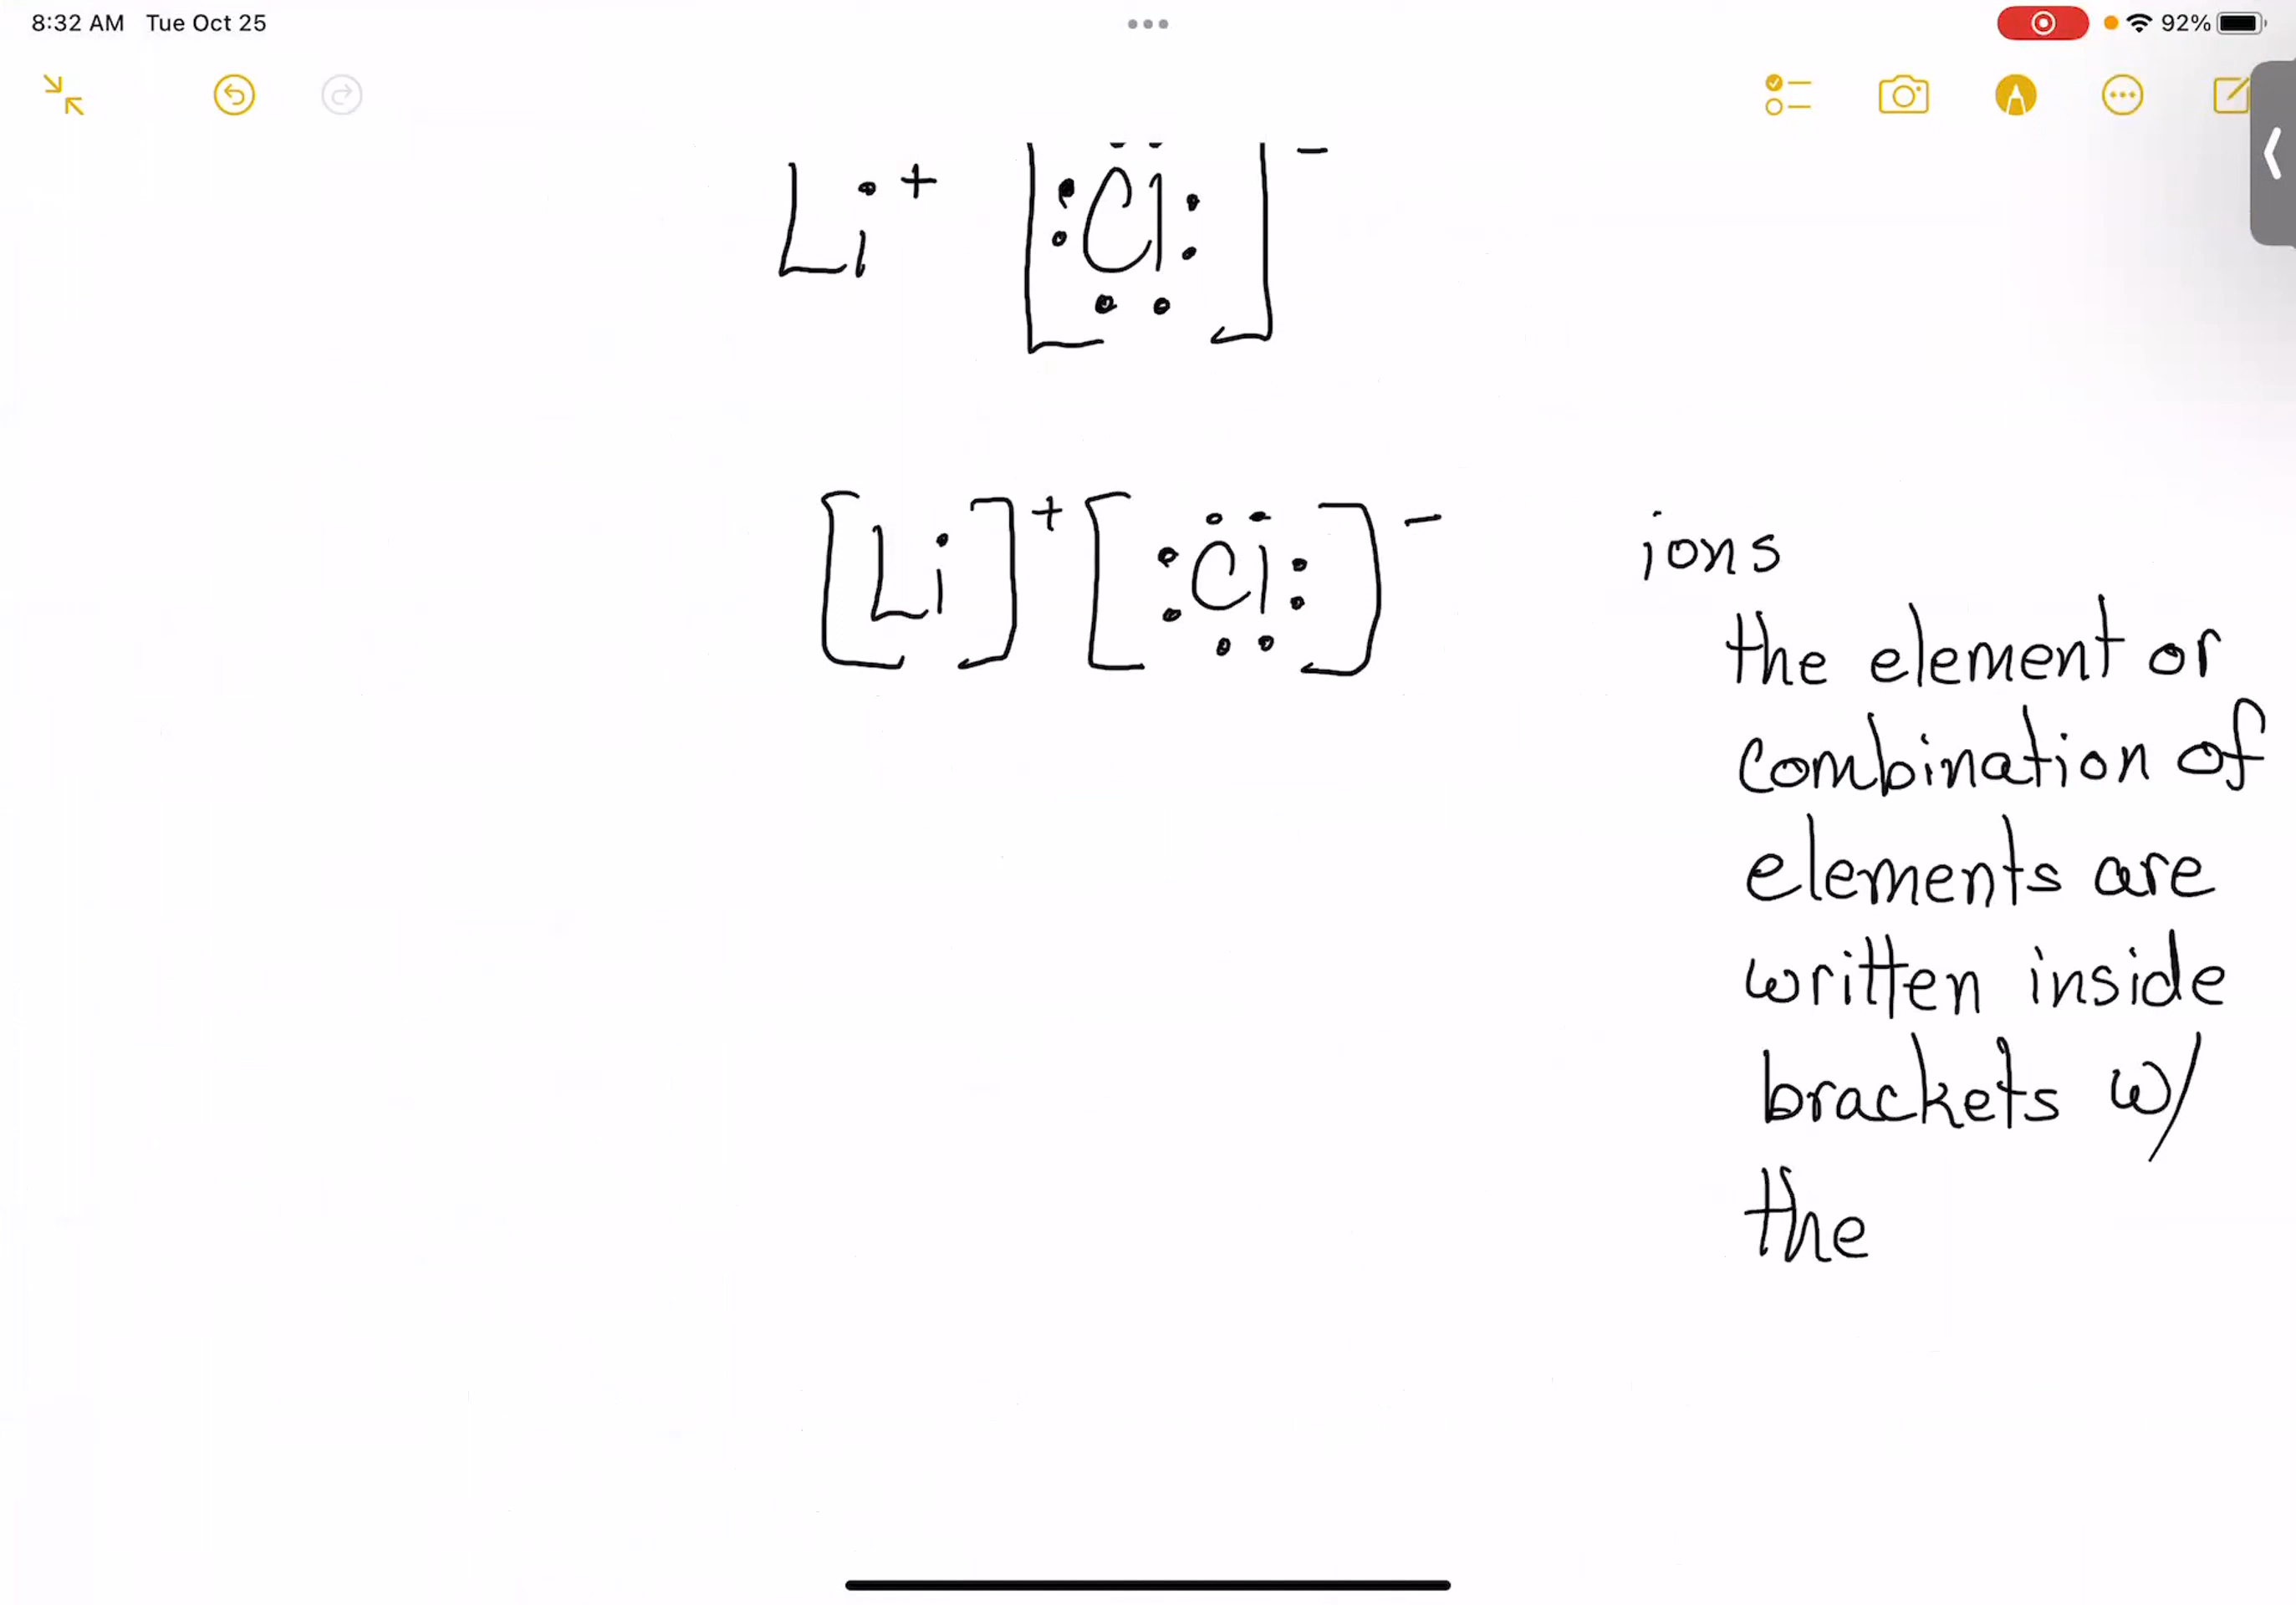 8:32 AM Tue Oct 25
92%
Li + [:Cl:] −
[Li]+ [:Cl:] −
ions
the element or
combination of
elements are
written inside
brackets w/
the